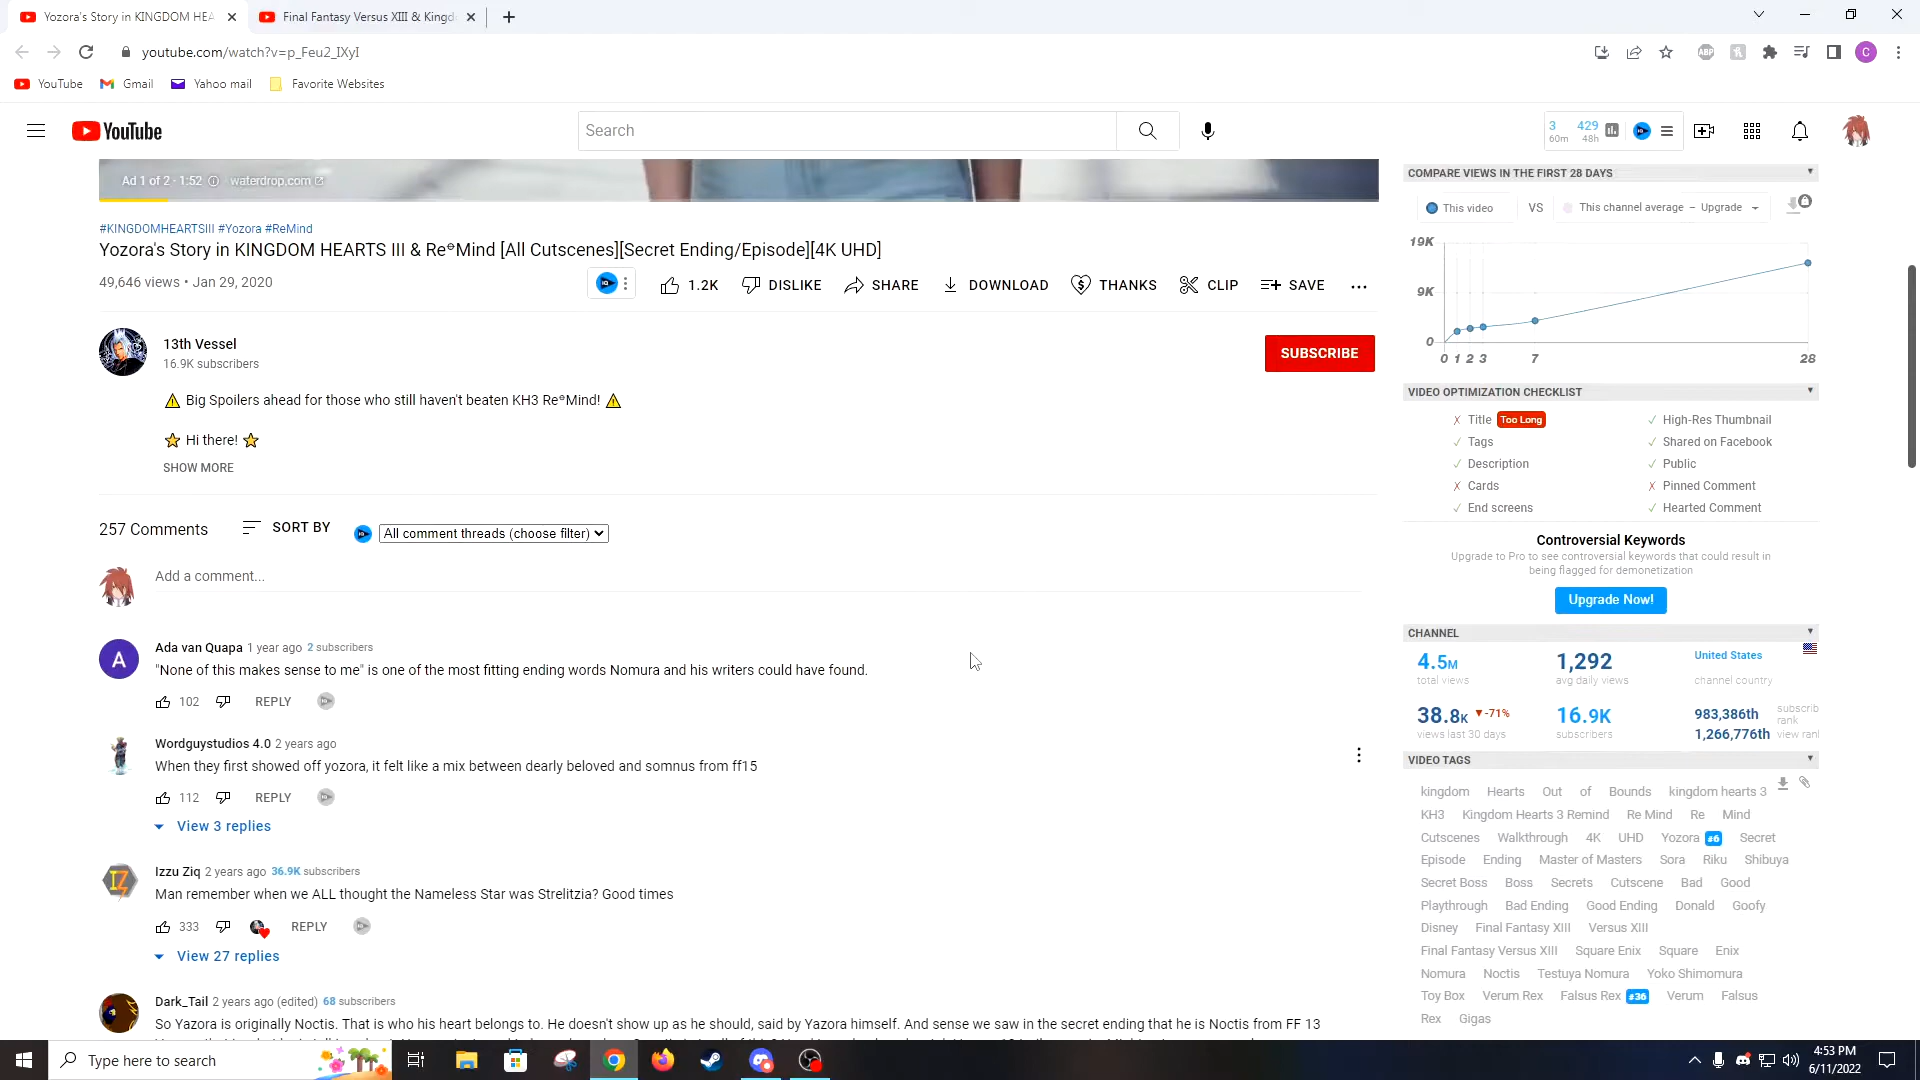 Yozora's Story in KINGDOM HEA
Final Fantasy Versus XIII & Kingd
youtube.com/watch?v=p_Feu2_IXyI
ABP
C
YouTube
Gmail
Yahoo mail
Favorite Websites
YouTube
Search
3 429
60m 48h
Ad 1 of 2 · 1:52 waterdrop.com
#KINGDOMHEARTSIII #Yozora #ReMind
Yozora's Story in KINGDOM HEARTS III & Re𝄌Mind [All Cutscenes][Secret Ending/Episode][4K UHD]
49,646 views • Jan 29, 2020
1.2K DISLIKE SHARE DOWNLOAD THANKS CLIP SAVE
13th Vessel
16.9K subscribers
SUBSCRIBE
⚠ Big Spoilers ahead for those who still haven't beaten KH3 Re𝄌Mind! ⚠
⭐ Hi there! ⭐
SHOW MORE
257 Comments SORT BY All comment threads (choose filter)
Add a comment...
A
Ada van Quapa 1 year ago 2 subscribers
"None of this makes sense to me" is one of the most fitting ending words Nomura and his writers could have found.
102 REPLY
Wordguystudios 4.0 2 years ago
When they first showed off yozora, it felt like a mix between dearly beloved and somnus from ff15
112 REPLY
View 3 replies
IZ
Izzu Ziq 2 years ago 36.9K subscribers
Man remember when we ALL thought the Nameless Star was Strelitzia? Good times
333 REPLY
View 27 replies
Dark_Tail 2 years ago (edited) 68 subscribers
So Yazora is originally Noctis. That is who his heart belongs to. He doesn't show up as he should, said by Yazora himself. And sense we saw in the secret ending that he is Noctis from FF 13
COMPARE VIEWS IN THE FIRST 28 DAYS
This video VS This channel average – Upgrade
19K
9K
0
0 1 2 3 7 28
VIDEO OPTIMIZATION CHECKLIST
✗ Title Too Long ✓ High-Res Thumbnail
✓ Tags ✓ Shared on Facebook
✓ Description ✓ Public
✗ Cards ✗ Pinned Comment
✓ End screens ✓ Hearted Comment
Controversial Keywords
Upgrade to Pro to see controversial keywords that could result in
being flagged for demonetization
Upgrade Now!
CHANNEL
4.5M 1,292 United States
total views avg daily views channel country
38.8K ▼-71% 16.9K 983,386th subscrib rank
views last 30 days subscribers 1,266,776th view rank
VIDEO TAGS
kingdom Hearts Out of Bounds kingdom hearts 3
KH3 Kingdom Hearts 3 Remind Re Mind Re Mind
Cutscenes Walkthrough 4K UHD Yozora #6 Secret
Episode Ending Master of Masters Sora Riku Shibuya
Secret Boss Boss Secrets Cutscene Bad Good
Playthrough Bad Ending Good Ending Donald Goofy
Disney Final Fantasy XIII Versus XIII
Final Fantasy Versus XIII Square Enix Square Enix
Nomura Noctis Testuya Nomura Yoko Shimomura
Toy Box Verum Rex Falsus Rex #36 Verum Falsus
Rex Gigas
Type here to search
4:53 PM
6/11/2022